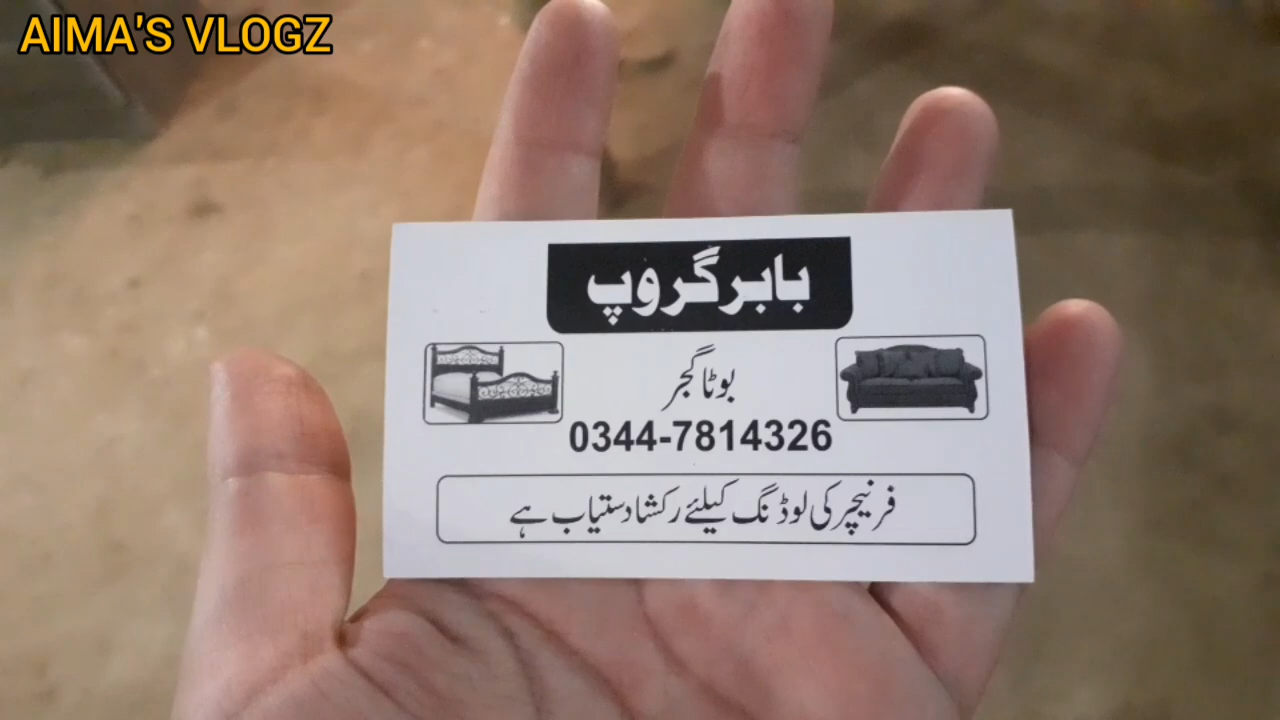 AIMA'S VLOGZ
بابر گروپ
بوٹا گجر
0344-7814326
فرنیچر کی لوڈنگ کیلئے رکشا دستیاب ہے